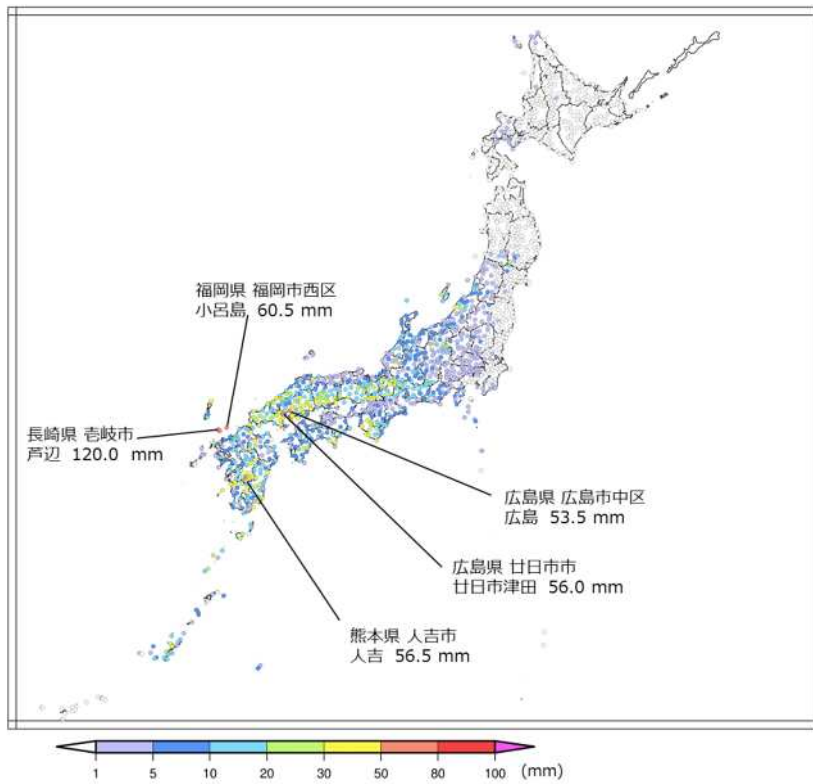 福岡県 福岡市西区
小呂島 60.5 mm
長崎県 壱岐市
芦辺 120.0 mm
広島県 広島市中区
広島 53.5 mm
広島県 廿日市市
廿日市津田 56.0 mm
熊本県 人吉市
人吉 56.5 mm
1 5 10 20 30 50 80 100 (mm)